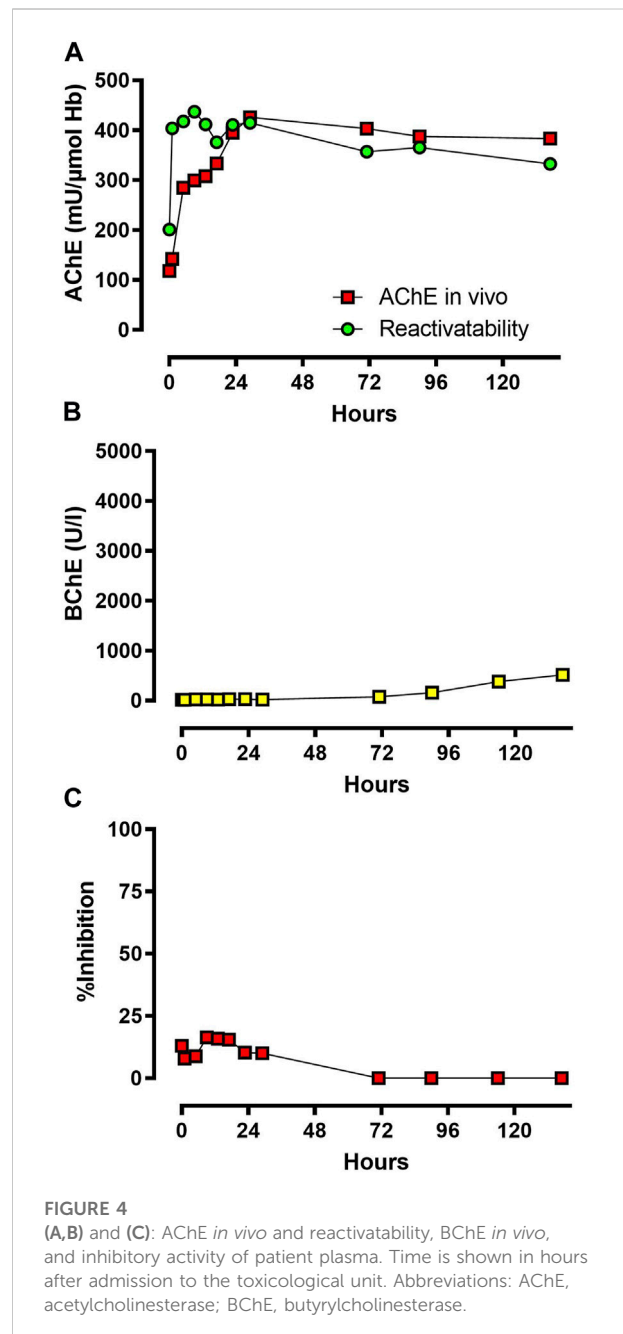 A
500
400
300
200
100
0
AChE (mU/µmol Hb)
AChE in vivo
Reactivatability
0 24 48 72 96 120
Hours
B
5000
4000
3000
2000
1000
0
BChE (U/l)
0 24 48 72 96 120
Hours
C
100
75
50
25
0
%Inhibition
0 24 48 72 96 120
Hours
FIGURE 4
(A,B) and (C): AChE in vivo and reactivatability, BChE in vivo,
and inhibitory activity of patient plasma. Time is shown in hours
after admission to the toxicological unit. Abbreviations: AChE,
acetylcholinesterase; BChE, butyrylcholinesterase.